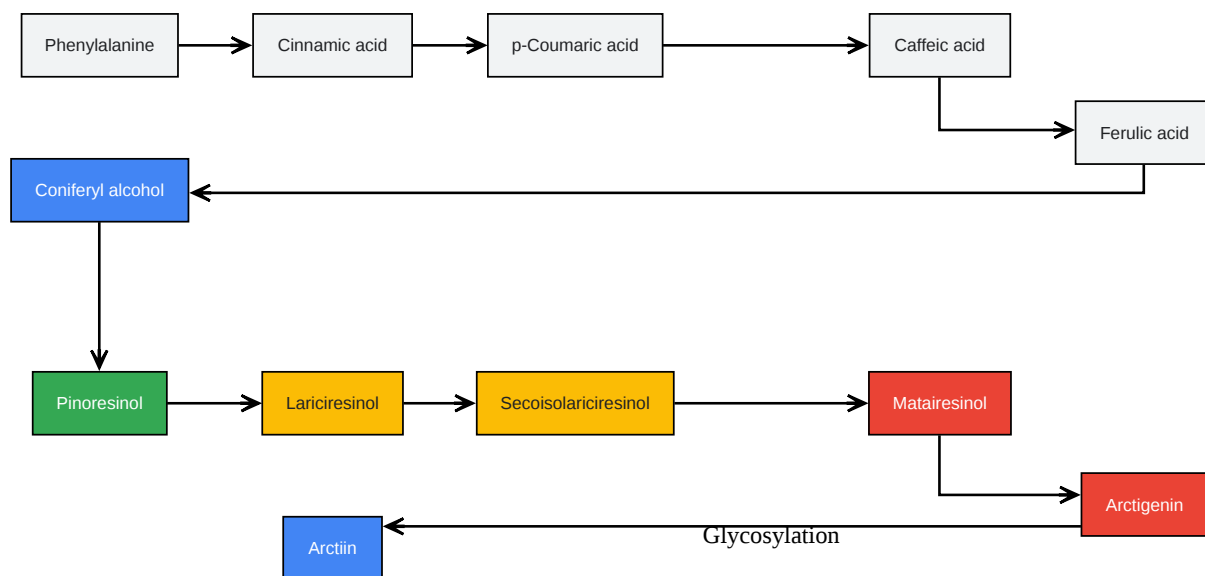 Phenylalanine
Cinnamic acid
p-Coumaric acid
Caffeic acid
Ferulic acid
Coniferyl alcohol
Pinoresinol
Lariciresinol
Secoisolariciresinol
Matairesinol
Arctigenin
Glycosylation
Arctiin